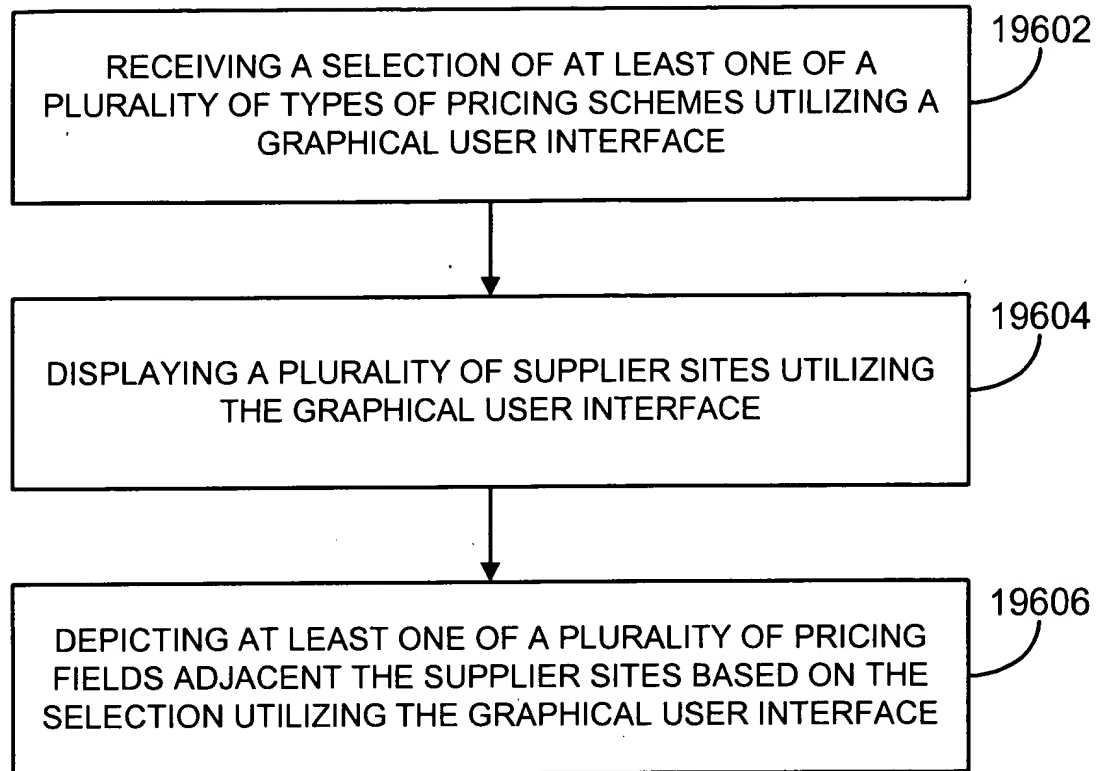 19602
RECEIVING A SELECTION OF AT LEAST ONE OF A
PLURALITY OF TYPES OF PRICING SCHEMES UTILIZING A
GRAPHICAL USER INTERFACE
19604
DISPLAYING A PLURALITY OF SUPPLIER SITES UTILIZING
THE GRAPHICAL USER INTERFACE
19606
DEPICTING AT LEAST ONE OF A PLURALITY OF PRICING
FIELDS ADJACENT THE SUPPLIER SITES BASED ON THE
SELECTION UTILIZING THE GRAPHICAL USER INTERFACE